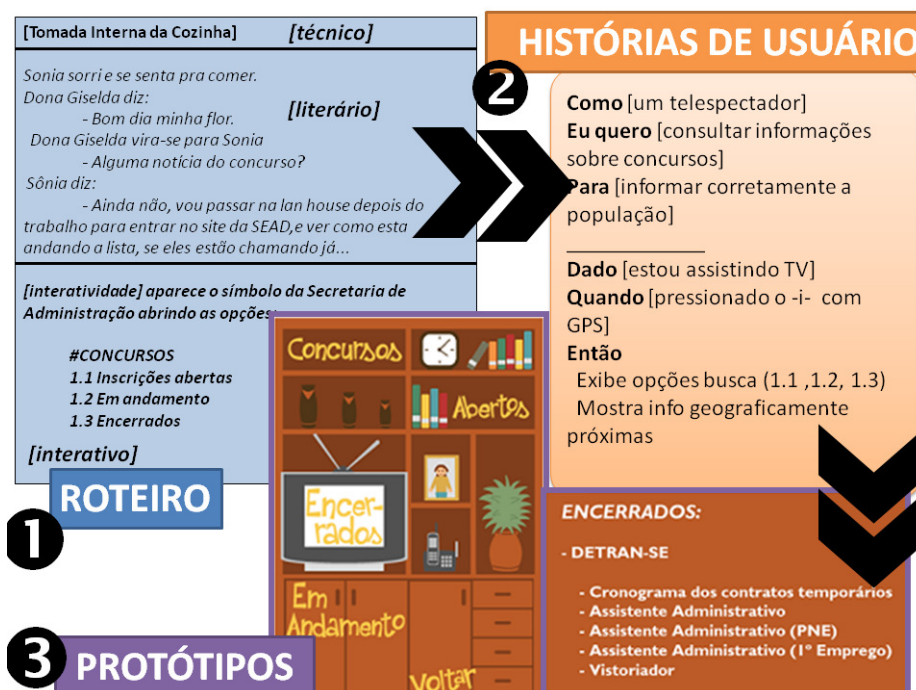 [Tomada Interna da Cozinha] [técnico]
Sonia sorri e se senta pra comer.
Dona Giselda diz:
- Bom dia minha flor.
[literário]
Dona Giselda vira-se para Sonia
- Alguma notícia do concurso?
Sônia diz:
- Ainda não, vou passar na lan house depois do
trabalho para entrar no site da SEAD,e ver como esta
andando a lista, se eles estão chamando já...
[interatividade] aparece o símbolo da Secretaria de
Administração abrindo as opções:
#CONCURSOS
1.1 Inscrições abertas
1.2 Em andamento
1.3 Encerrados
[interativo]
1
ROTEIRO
2
HISTÓRIAS DE USUÁRIO
Como [um telespectador]
Eu quero [consultar informações
sobre concursos]
Para [informar corretamente a
população]
Dado [estou assistindo TV]
Quando [pressionado o -i- com
GPS]
Então
Exibe opções busca (1.1 ,1.2, 1.3)
Mostra info geograficamente
próximas
3
PROTÓTIPOS
Concursos
Abertos
Encer-
rados
Em
Andamento
Voltar
ENCERRADOS:
- DETRAN-SE
- Cronograma dos contratos temporários
- Assistente Administrativo
- Assistente Administrativo (PNE)
- Assistente Administrativo (1º Emprego)
- Vistoriador